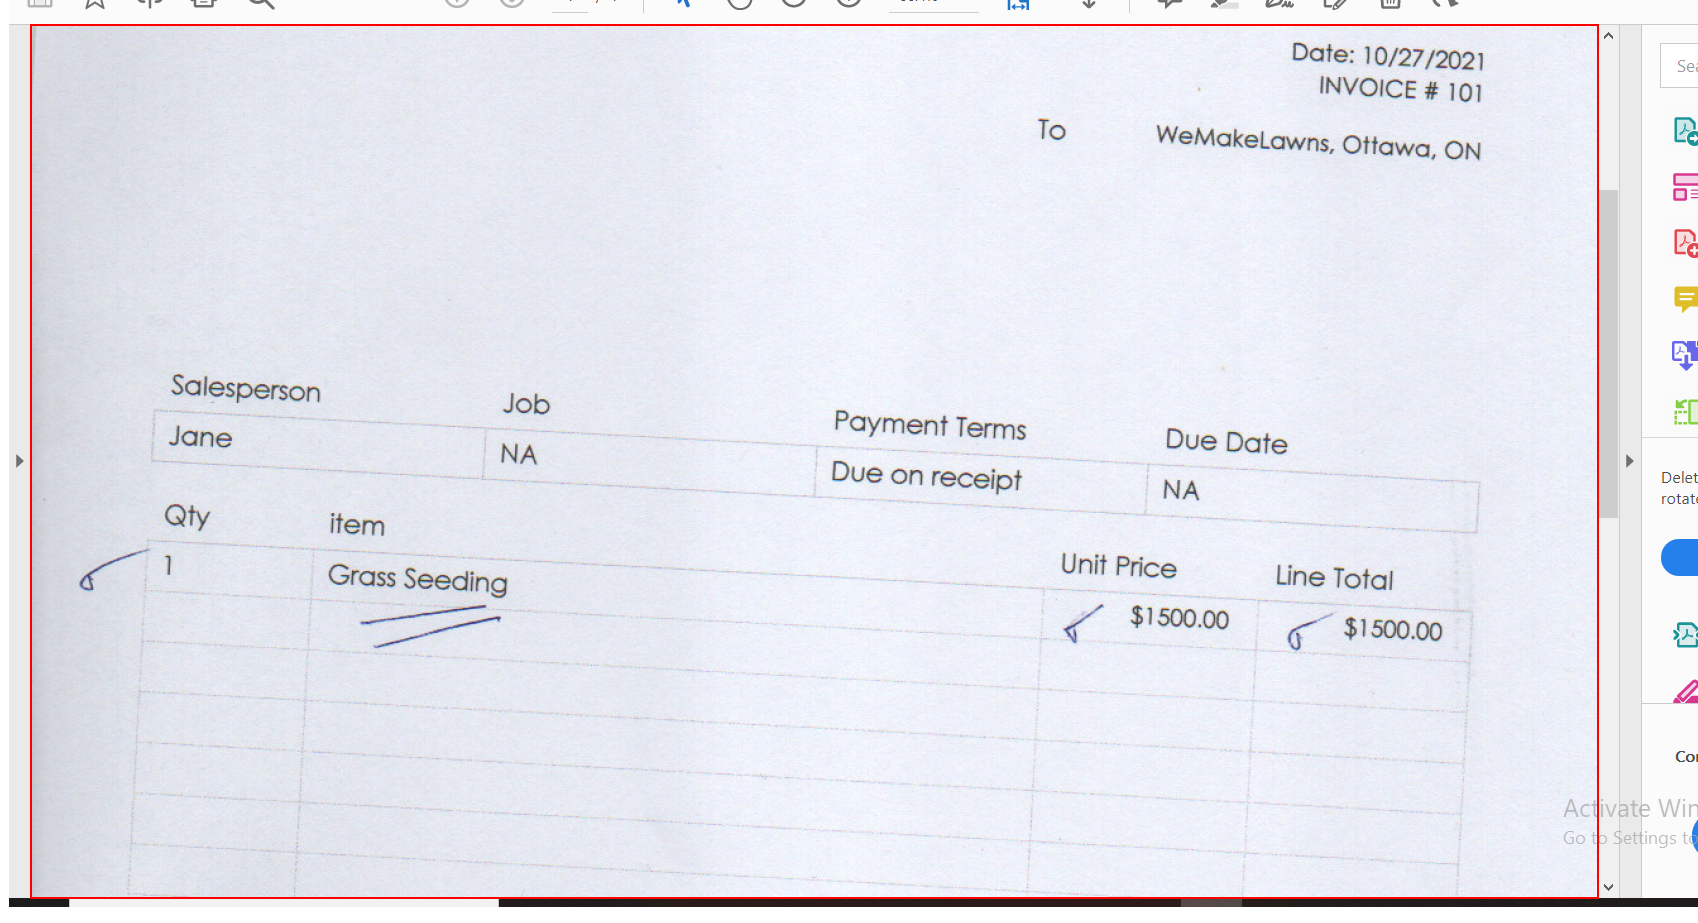 Date: 10/27/2021
INVOICE # 101
To WeMakeLawns, Ottawa, ON
Salesperson Job Payment Terms Due Date
Jane NA Due on receipt NA
Qty item Unit Price Line Total
1 Grass Seeding $1500.00 $1500.00
Activate Win
Go to Settings to
Sea
Delet
rotate
Cor